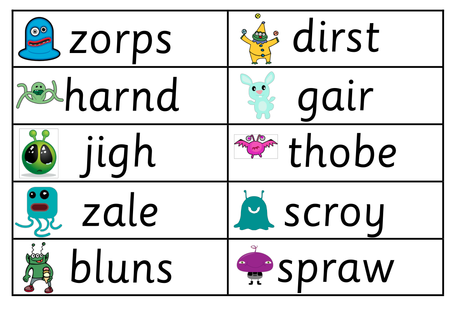 zorps dirst
harnd gair
jigh thobe
zale scroy
bluns spraw